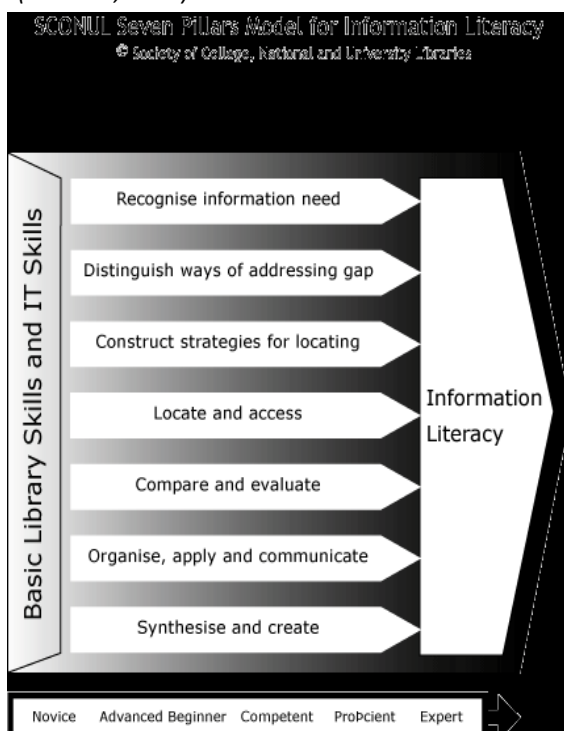 SCONUL Seven Pillars Model for Information Literacy
© Society of College, National and University Libraries
Basic Library Skills and IT Skills
Recognise information need
Distinguish ways of addressing gap
Construct strategies for locating
Locate and access
Compare and evaluate
Organise, apply and communicate
Synthesise and create
Information
Literacy
Novice Advanced Beginner Competent ProÞcient Expert